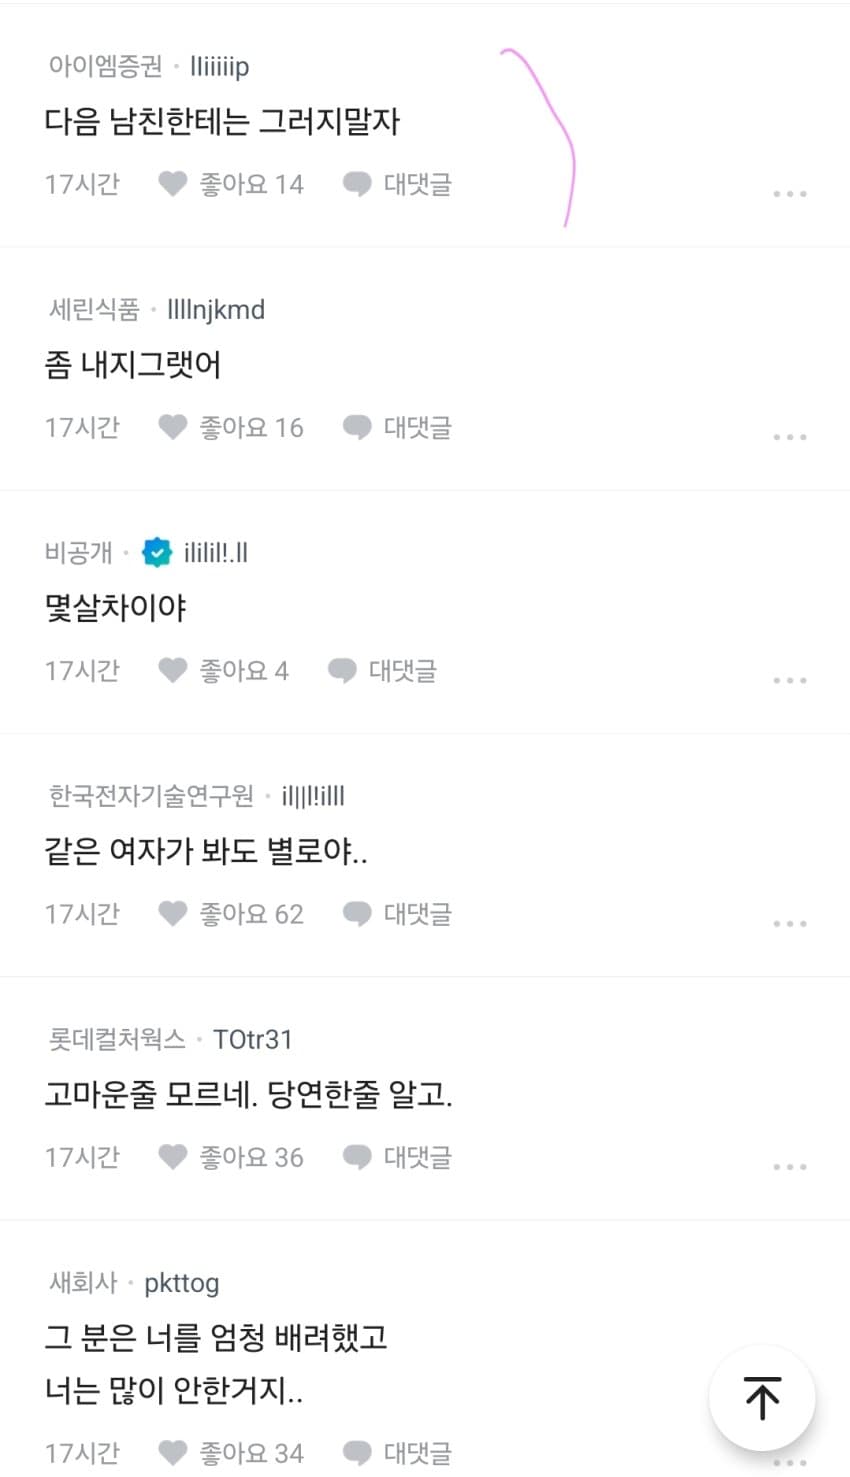 아이엠증권 · lliiiiip
다음 남친한테는 그러지말자
17시간 좋아요 14 대댓글
세린식품 · llllnjkmd
좀 내지그랫어
17시간 좋아요 16 대댓글
비공개 · ililil!.ll
몇살차이야
17시간 좋아요 4 대댓글
한국전자기술연구원 · il||l!illl
같은 여자가 봐도 별로야..
17시간 좋아요 62 대댓글
롯데컬처웍스 · TOtr31
고마운줄 모르네. 당연한줄 알고.
17시간 좋아요 36 대댓글
새회사 · pkttog
그 분은 너를 엄청 배려했고
너는 많이 안한거지..
17시간 좋아요 34 대댓글